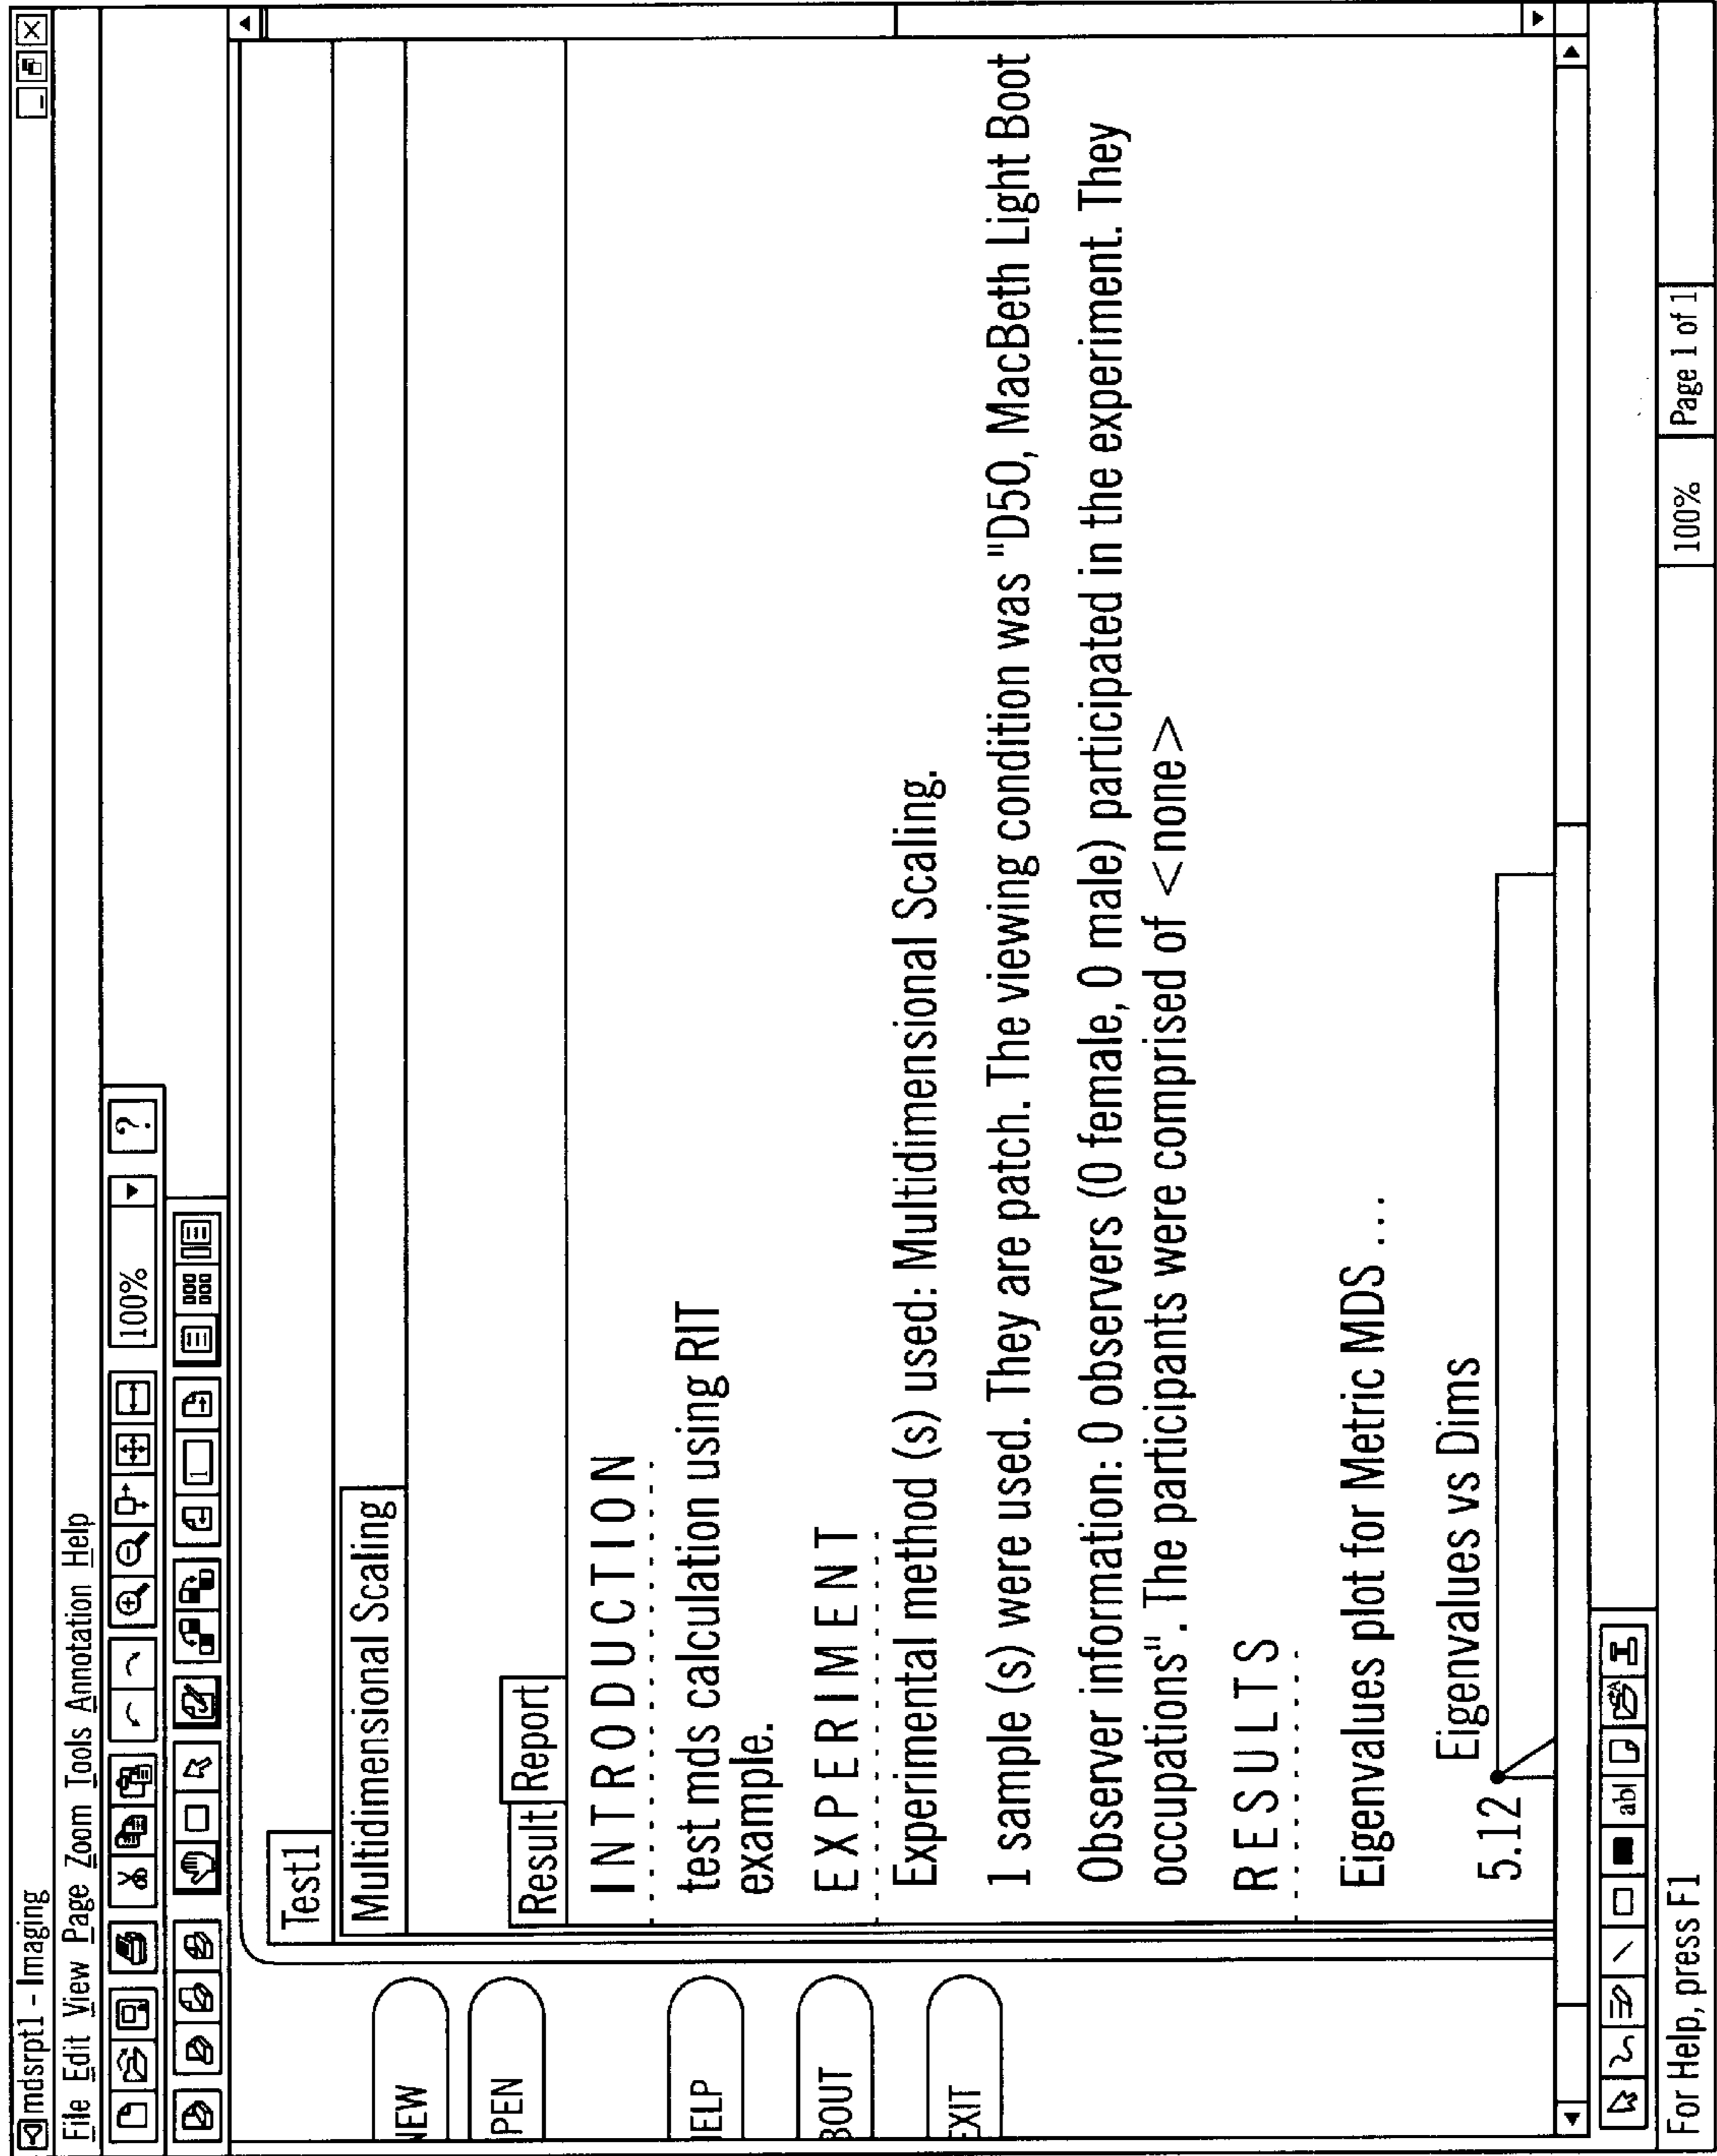 mdsrpt1 - Imaging
File Edit View Page Zoom Tools Annotation Help
100% ?
1
Test1
Multidimensional Scaling
Result Report
INTRODUCTION
test mds calculation using RIT
example.
EXPERIMENT
Experimental method (s) used: Multidimensional Scaling.
1 sample (s) were used. They are patch. The viewing condition was "D50, MacBeth Light Boot
Observer information: 0 observers (0 female, 0 male) participated in the experiment. They
occupations". The participants were comprised of <none>
RESULTS
Eigenvalues plot for Metric MDS ...
Eigenvalues vs Dims
5.12
NEW
PEN
ELP
BOUT
EXIT
abl
For Help, press F1
100% Page 1 of 1